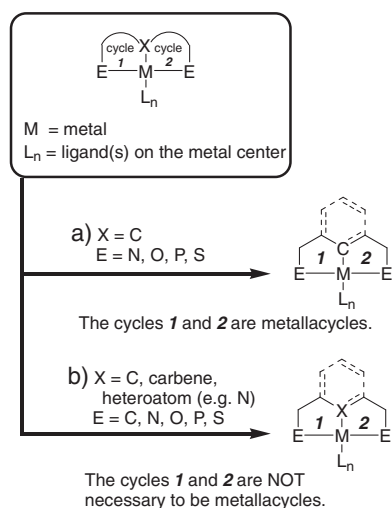 cycle X cycle
E 1 M 2 E
Ln
M = metal
Ln = ligand(s) on the metal center
a) X = C
E = N, O, P, S
1 C 2
E M E
Ln
The cycles 1 and 2 are metallacycles.
b) X = C, carbene,
heteroatom (e.g. N)
E = C, N, O, P, S
1 X 2
E M E
Ln
The cycles 1 and 2 are NOT
necessary to be metallacycles.